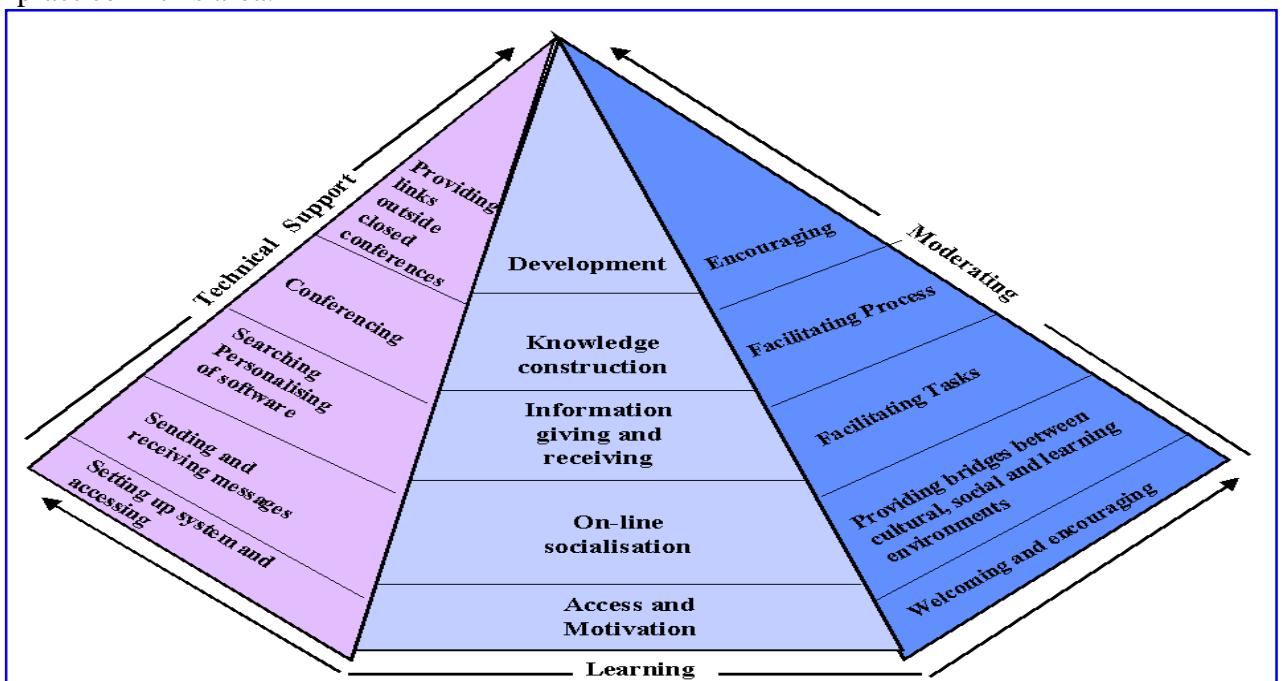 Technical Support
Providing
links
outside
closed
conferences
Conferencing
Searching
Personalising
of software
Sending and
receiving messages
Setting up system and
accessing
Development
Knowledge
construction
Information
giving and
receiving
On-line
socialisation
Access and
Motivation
Learning
Moderating
Encouraging
Facilitating Process
Facilitating Tasks
Providing bridges between
cultural, social and learning
environments
Welcoming and encouraging